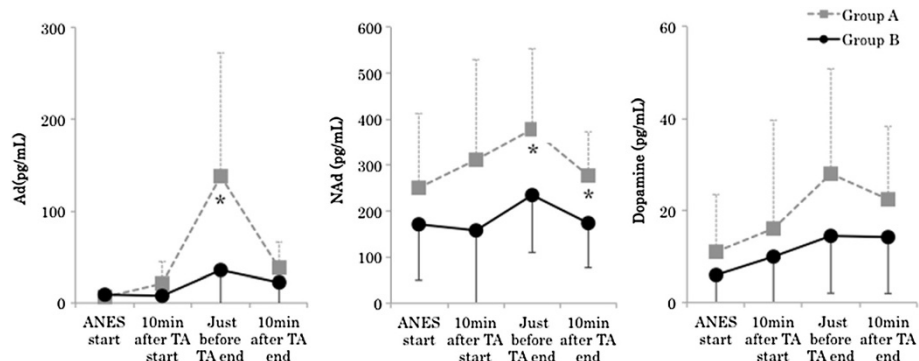 300
200
100
0
Ad(pg/mL)
ANES
start
10min
after TA
start
Just
before
TA end
10min
after TA
end
*
600
500
400
300
200
100
0
NAd (pg/mL)
ANES
start
10min
after TA
start
Just
before
TA end
10min
after TA
end
*
*
60
40
20
0
Dopamine (pg/mL)
ANES
start
10min
after TA
start
Just
before
TA end
10min
after TA
end
Group A
Group B